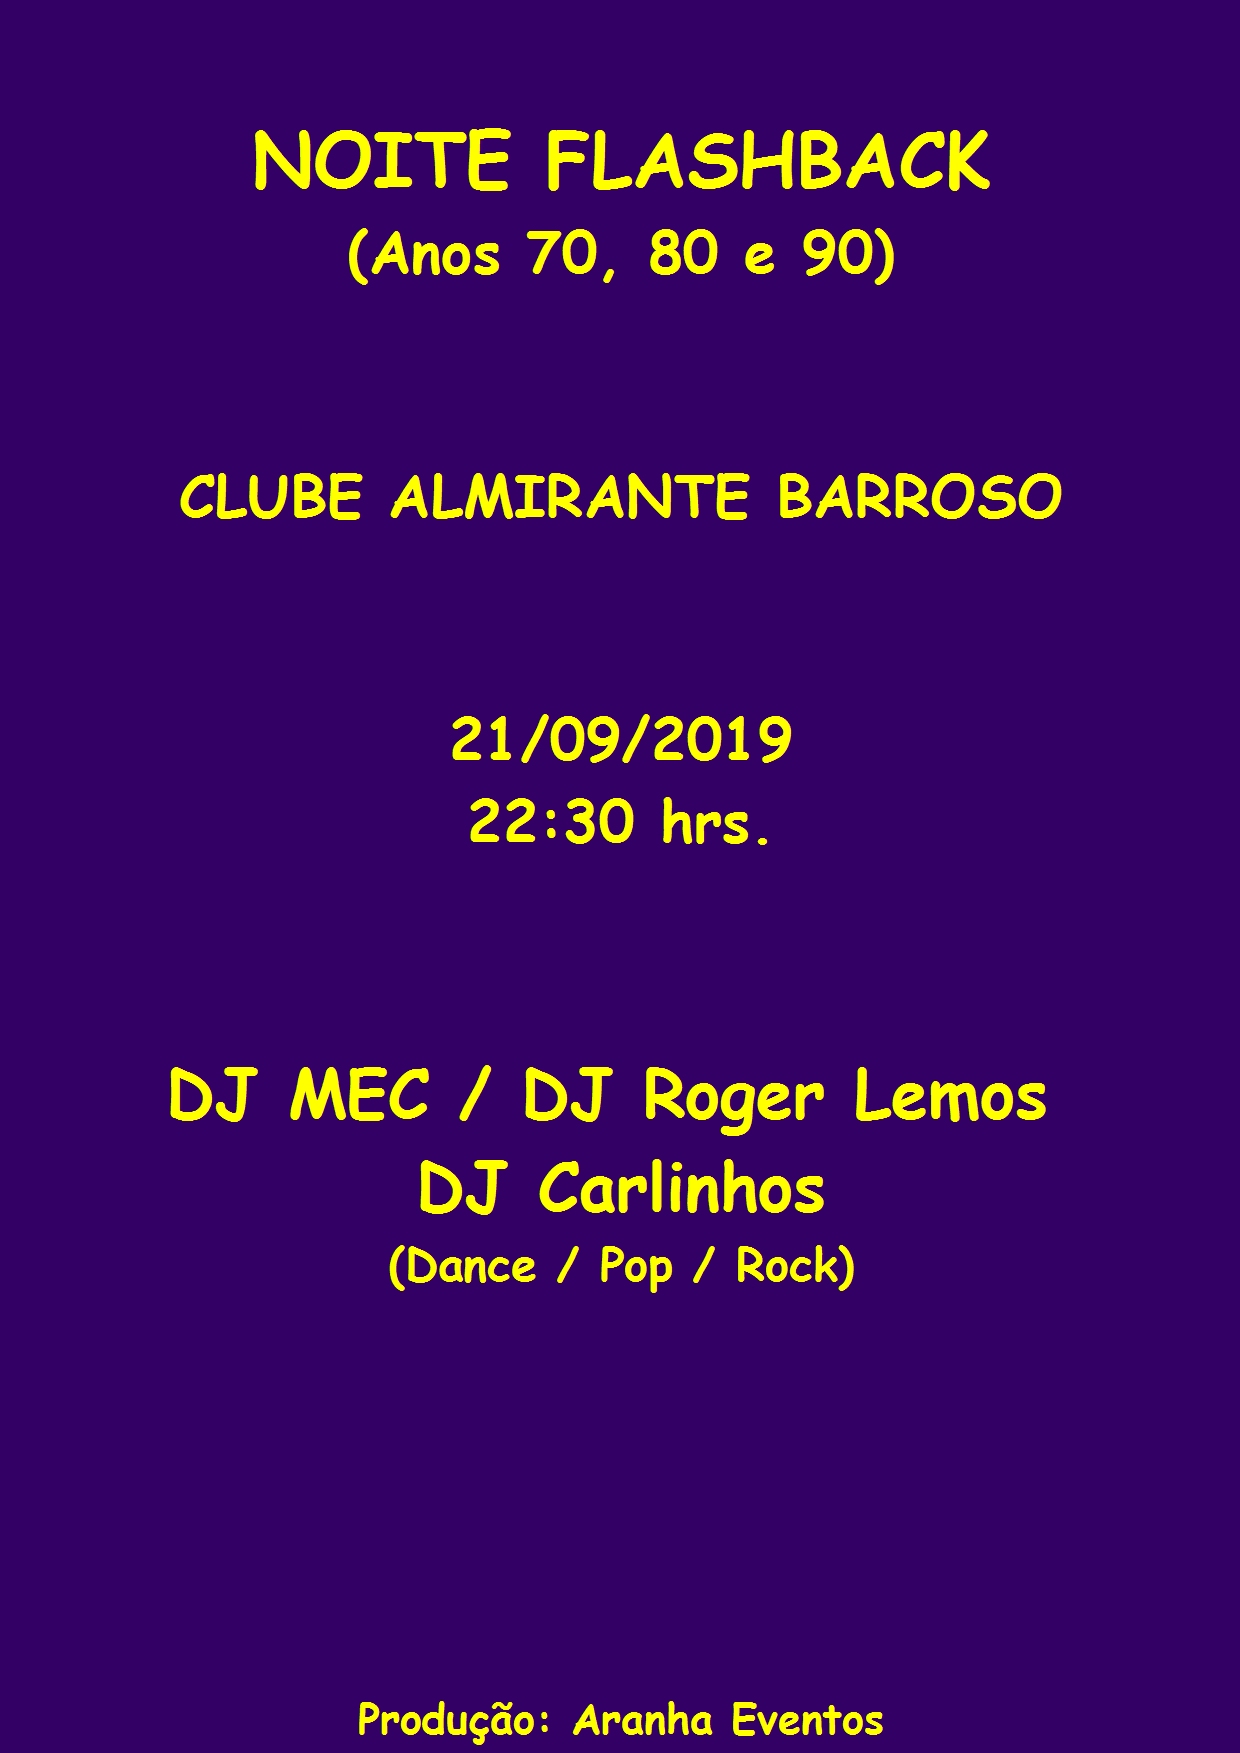 NOITE FLASHBACK
(Anos 70, 80 e 90)
CLUBE ALMIRANTE BARROSO
21/09/2019
22:30 hrs.
DJ MEC / DJ Roger Lemos
DJ Carlinhos
(Dance / Pop / Rock)
Produção: Aranha Eventos